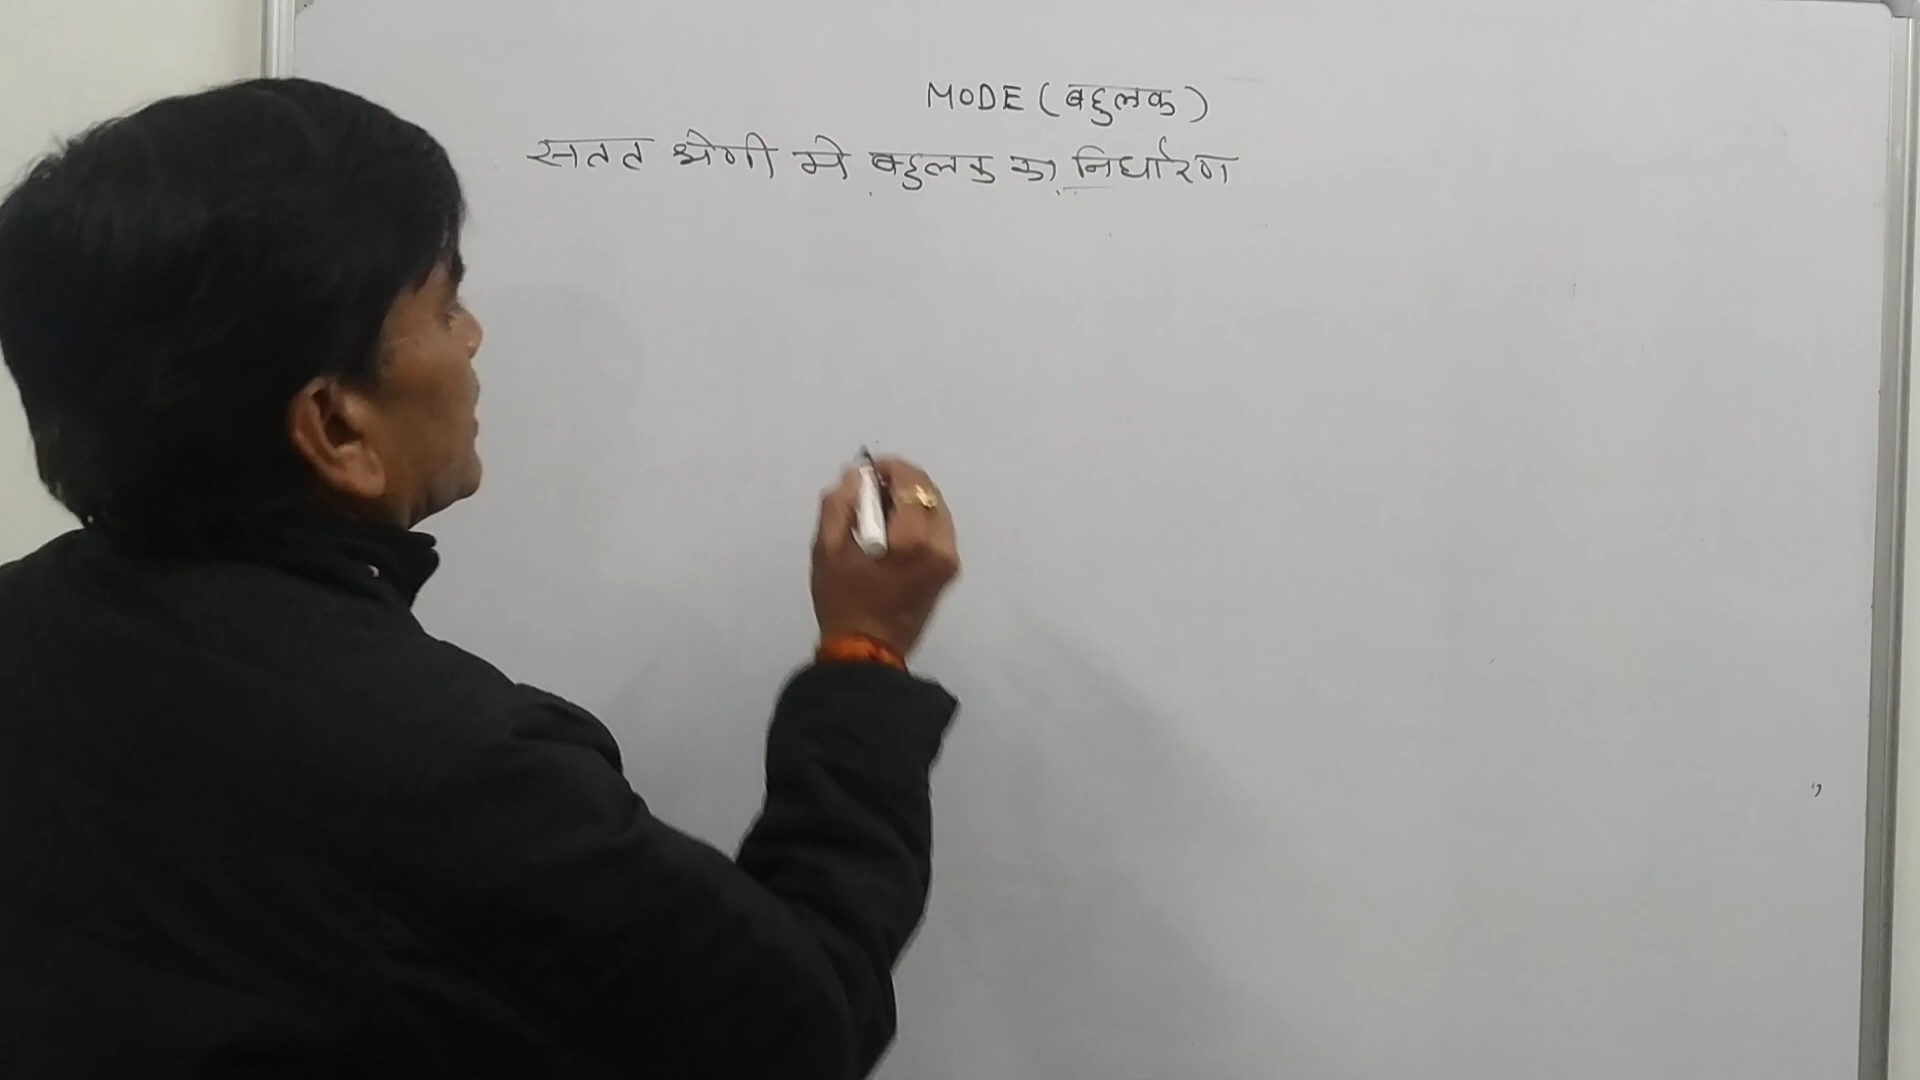 MODE (बहुलक)
सतत श्रेणी मे बहुलक का निर्धारण